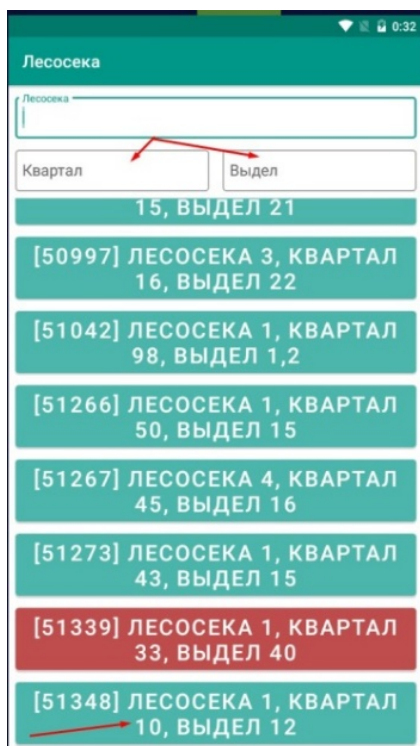 0:32
Лесосека
Лесосека
Квартал
Выдел
15, ВЫДЕЛ 21
[50997] ЛЕСОСЕКА 3, КВАРТАЛ
16, ВЫДЕЛ 22
[51042] ЛЕСОСЕКА 1, КВАРТАЛ
98, ВЫДЕЛ 1,2
[51266] ЛЕСОСЕКА 1, КВАРТАЛ
50, ВЫДЕЛ 15
[51267] ЛЕСОСЕКА 4, КВАРТАЛ
45, ВЫДЕЛ 16
[51273] ЛЕСОСЕКА 1, КВАРТАЛ
43, ВЫДЕЛ 15
[51339] ЛЕСОСЕКА 1, КВАРТАЛ
33, ВЫДЕЛ 40
[51348] ЛЕСОСЕКА 1, КВАРТАЛ
10, ВЫДЕЛ 12